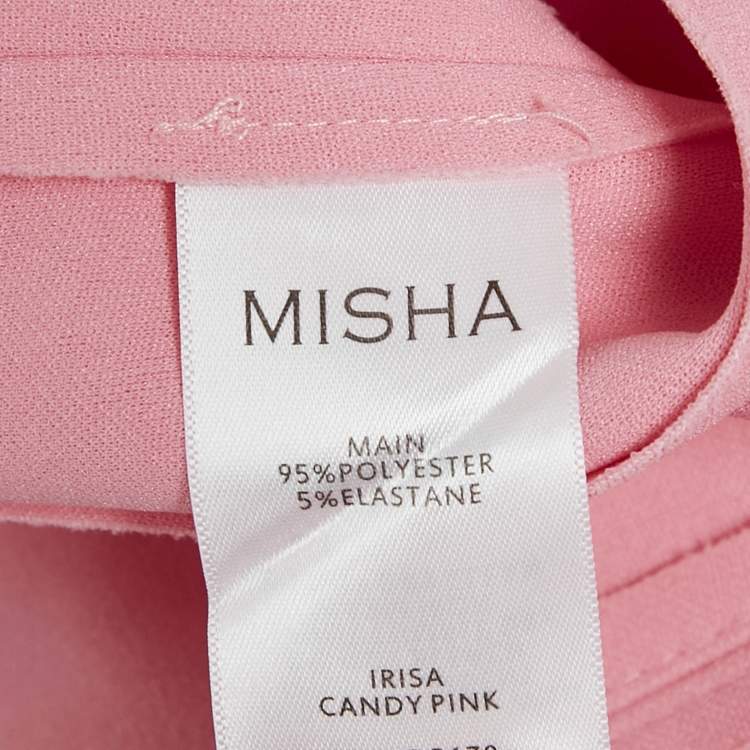 MISHA
MAIN
95%POLYESTER
5%ELASTANE
IRISA
CANDY PINK